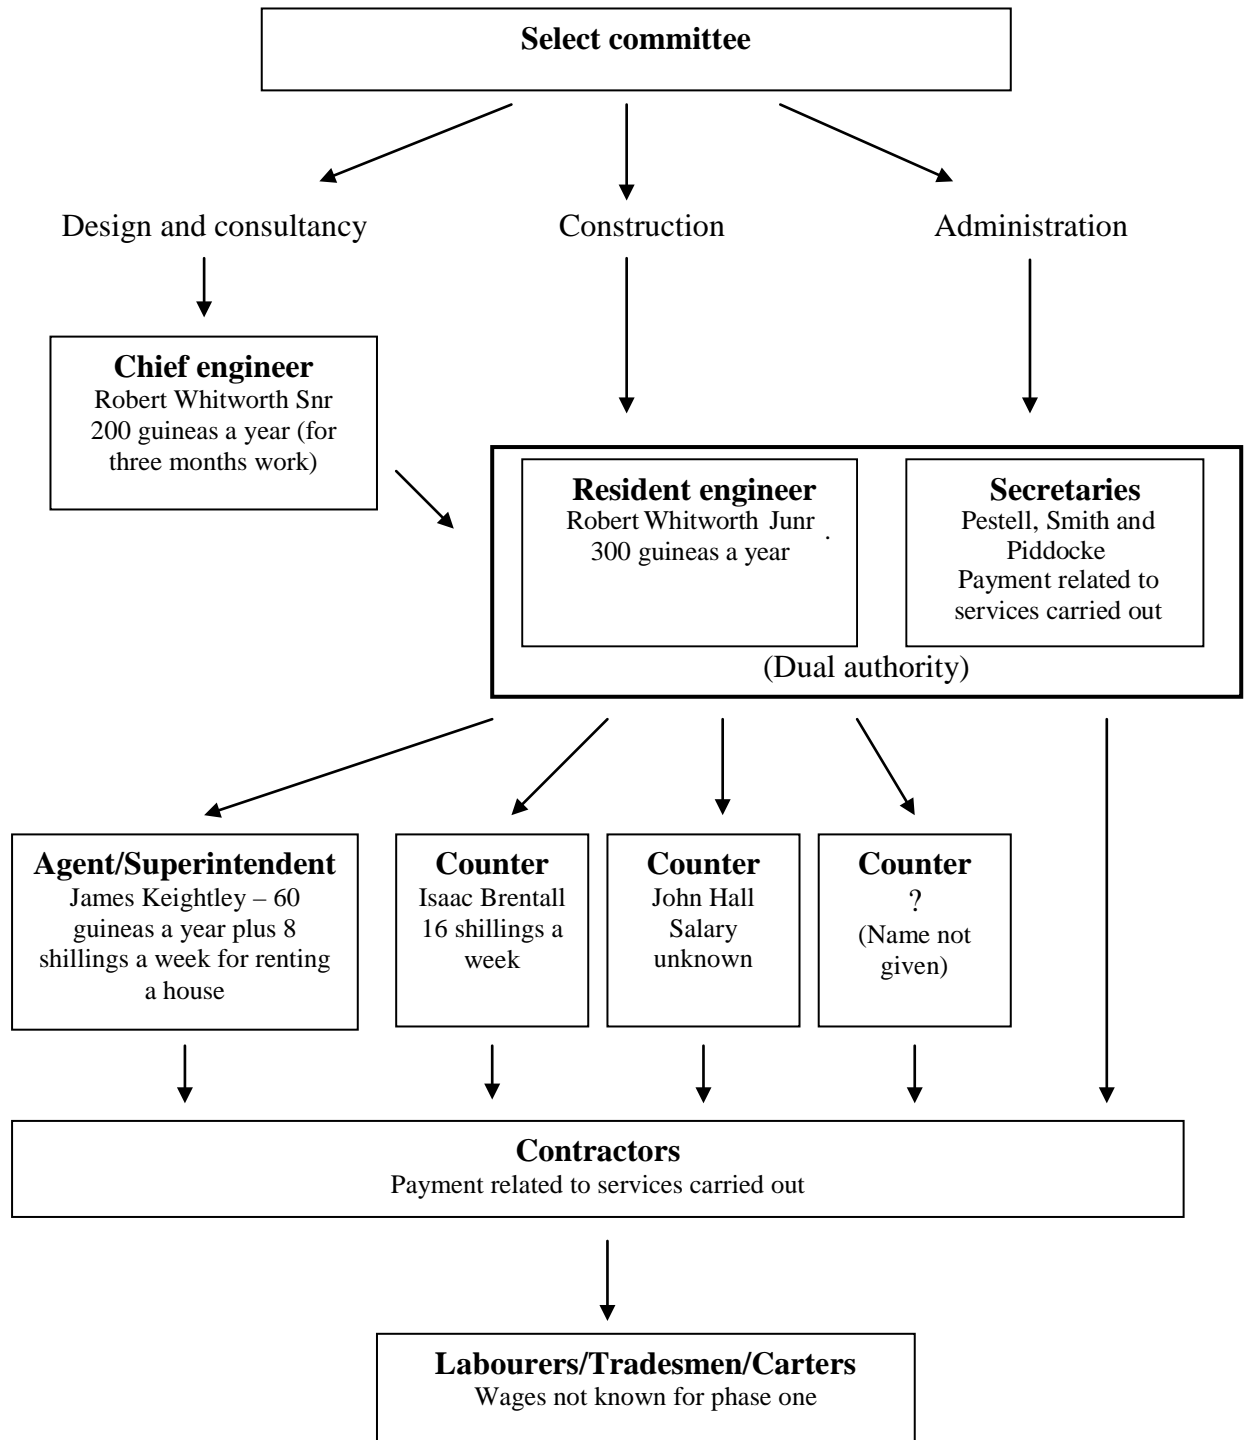 Select committee
Design and consultancy
Construction
Administration
Chief engineer
Robert Whitworth Snr
200 guineas a year (for
three months work)
Resident engineer
Robert Whitworth Junr
.
300 guineas a year
Secretaries
Pestell, Smith and
Piddocke
Payment related to
services carried out
(Dual authority)
Agent/Superintendent
James Keightley – 60
guineas a year plus 8
shillings a week for renting
a house
Counter
Isaac Brentall
16 shillings a
week
Counter
John Hall
Salary
unknown
Counter
?
(Name not
given)
Contractors
Payment related to services carried out
Labourers/Tradesmen/Carters
Wages not known for phase one